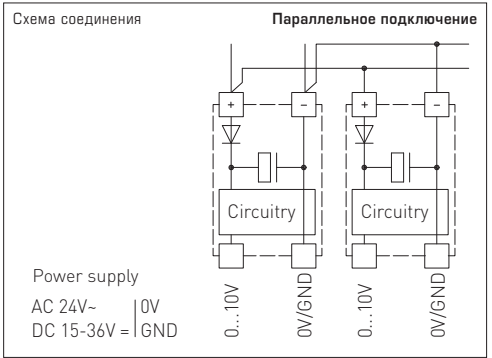 Схема соединения
Параллельное подключение
+ − + −
Circuitry Circuitry
Power supply
AC 24V~ 0V
DC 15-36V = GND
0...10V
0V/GND
0...10V
0V/GND